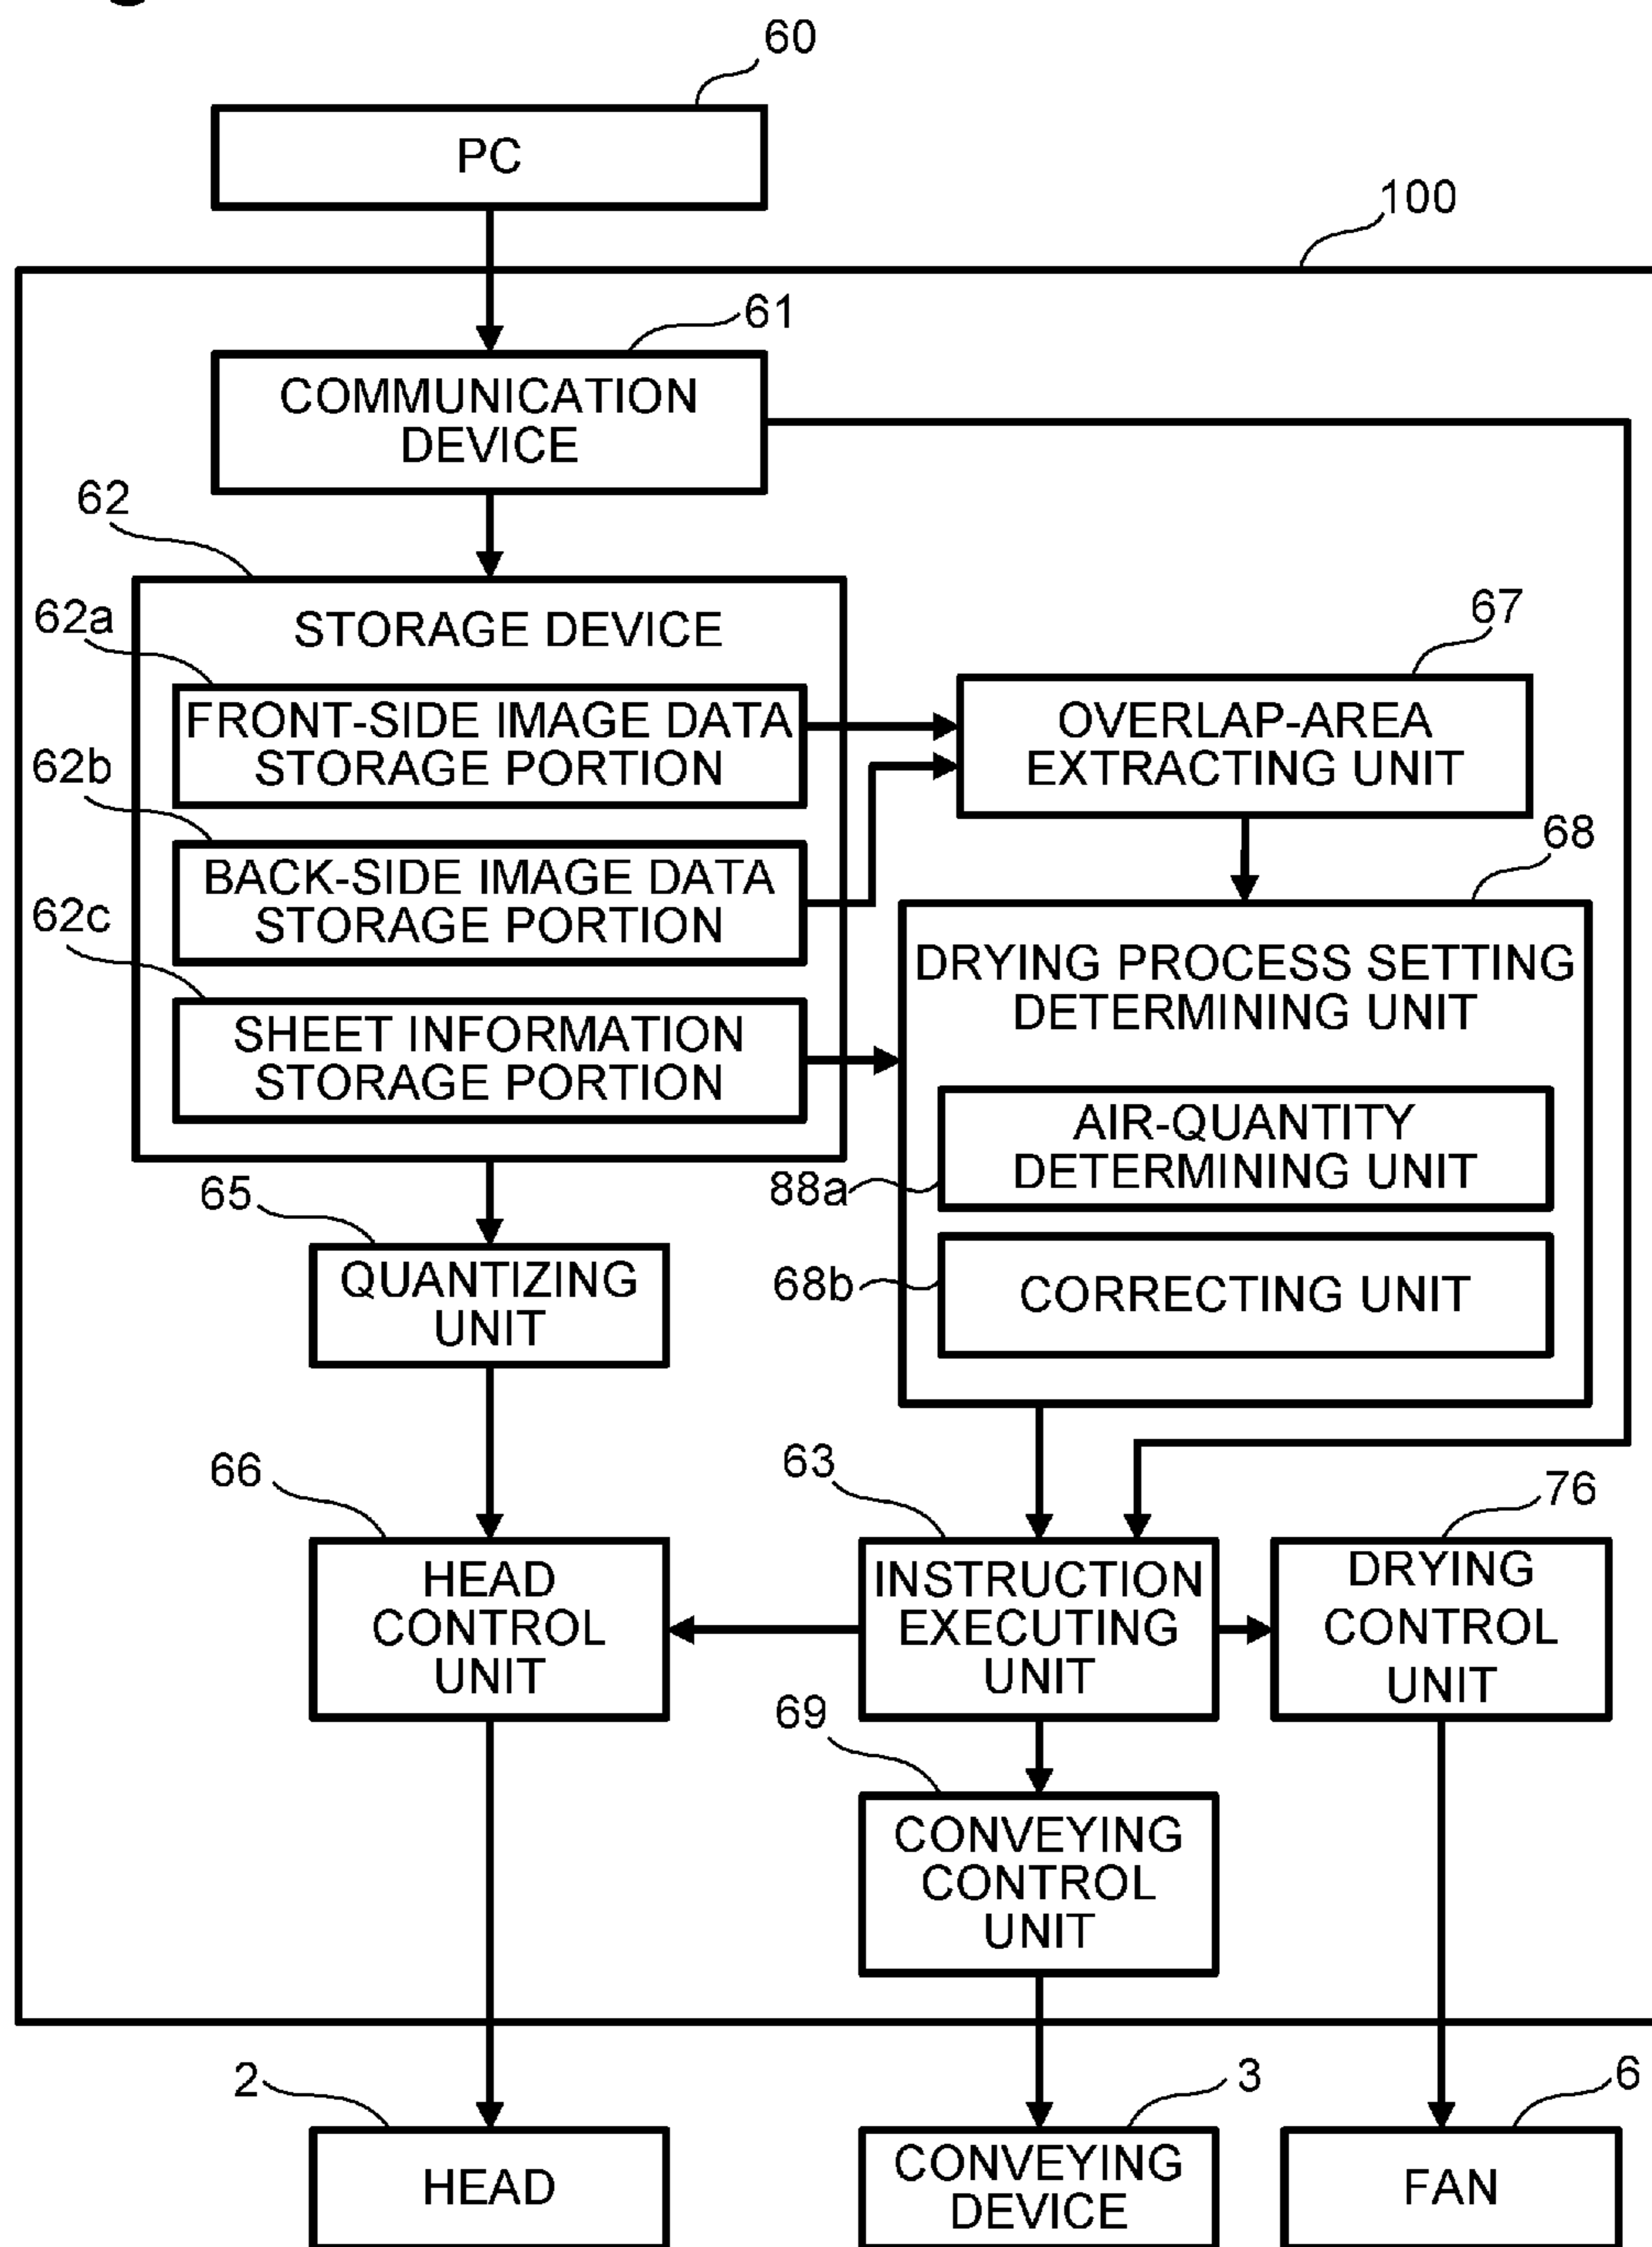 60
PC
100
61
COMMUNICATION
DEVICE
62
STORAGE DEVICE
62a
FRONT-SIDE IMAGE DATA
STORAGE PORTION
62b
BACK-SIDE IMAGE DATA
STORAGE PORTION
62c
SHEET INFORMATION
STORAGE PORTION
67
OVERLAP-AREA
EXTRACTING UNIT
68
DRYING PROCESS SETTING
DETERMINING UNIT
AIR-QUANTITY
DETERMINING UNIT
88a
68b
CORRECTING UNIT
65
QUANTIZING
UNIT
66
HEAD
CONTROL
UNIT
63
INSTRUCTION
EXECUTING
UNIT
76
DRYING
CONTROL
UNIT
69
CONVEYING
CONTROL
UNIT
2
HEAD
3
CONVEYING
DEVICE
6
FAN